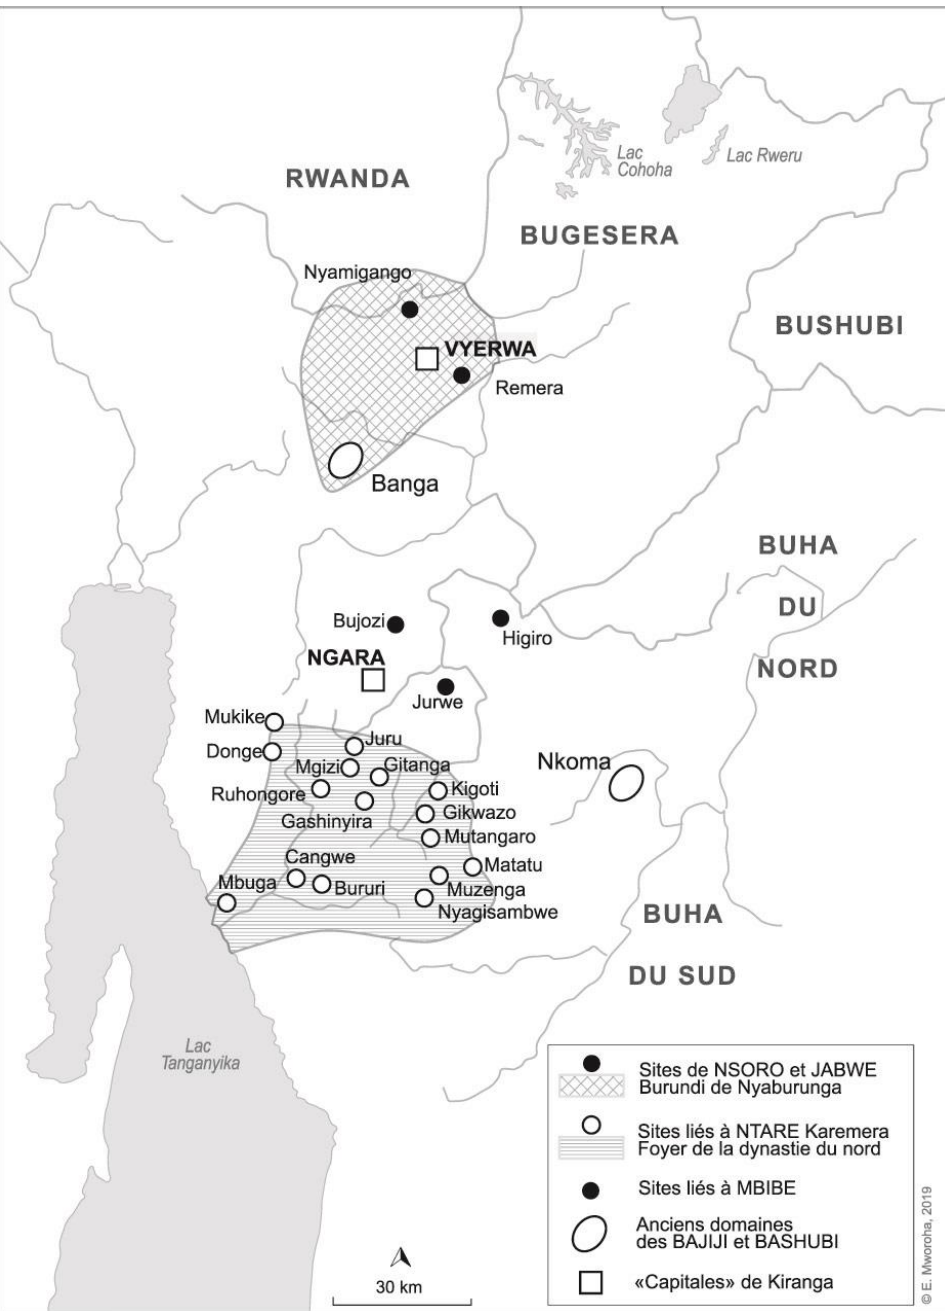 Lac
Cohoha
Lac Rweru
RWANDA
BUGESERA
Nyamigango
BUSHUBI
VYERWA
Remera
Banga
BUHA
DU
NORD
Bujozi
Higiro
NGARA
Jurwe
Mukike
Juru
Donge
Mgizi
Gitanga
Nkoma
Ruhongore
Kigoti
Gashinyira
Gikwazo
Mutangaro
Cangwe
Matatu
Mbuga
Bururi
Muzenga
Nyagisambwe
BUHA
DU SUD
Lac
Tanganyika
Sites de NSORO et JABWE
Burundi de Nyaburunga
Sites liés à NTARE Karemera
Foyer de la dynastie du nord
Sites liés à MBIBE
Anciens domaines
des BAJIJI et BASHUBI
«Capitales» de Kiranga
30 km
© E. Mworoha, 2019